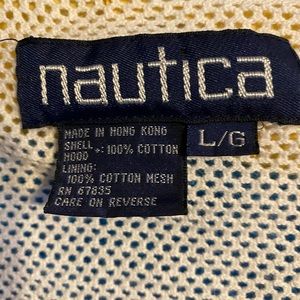 nautica
MADE IN HONG KONG
SHELL
HOOD +: 100% COTTON
LINING:
100% COTTON MESH
RN 67835
CARE ON REVERSE
L/G